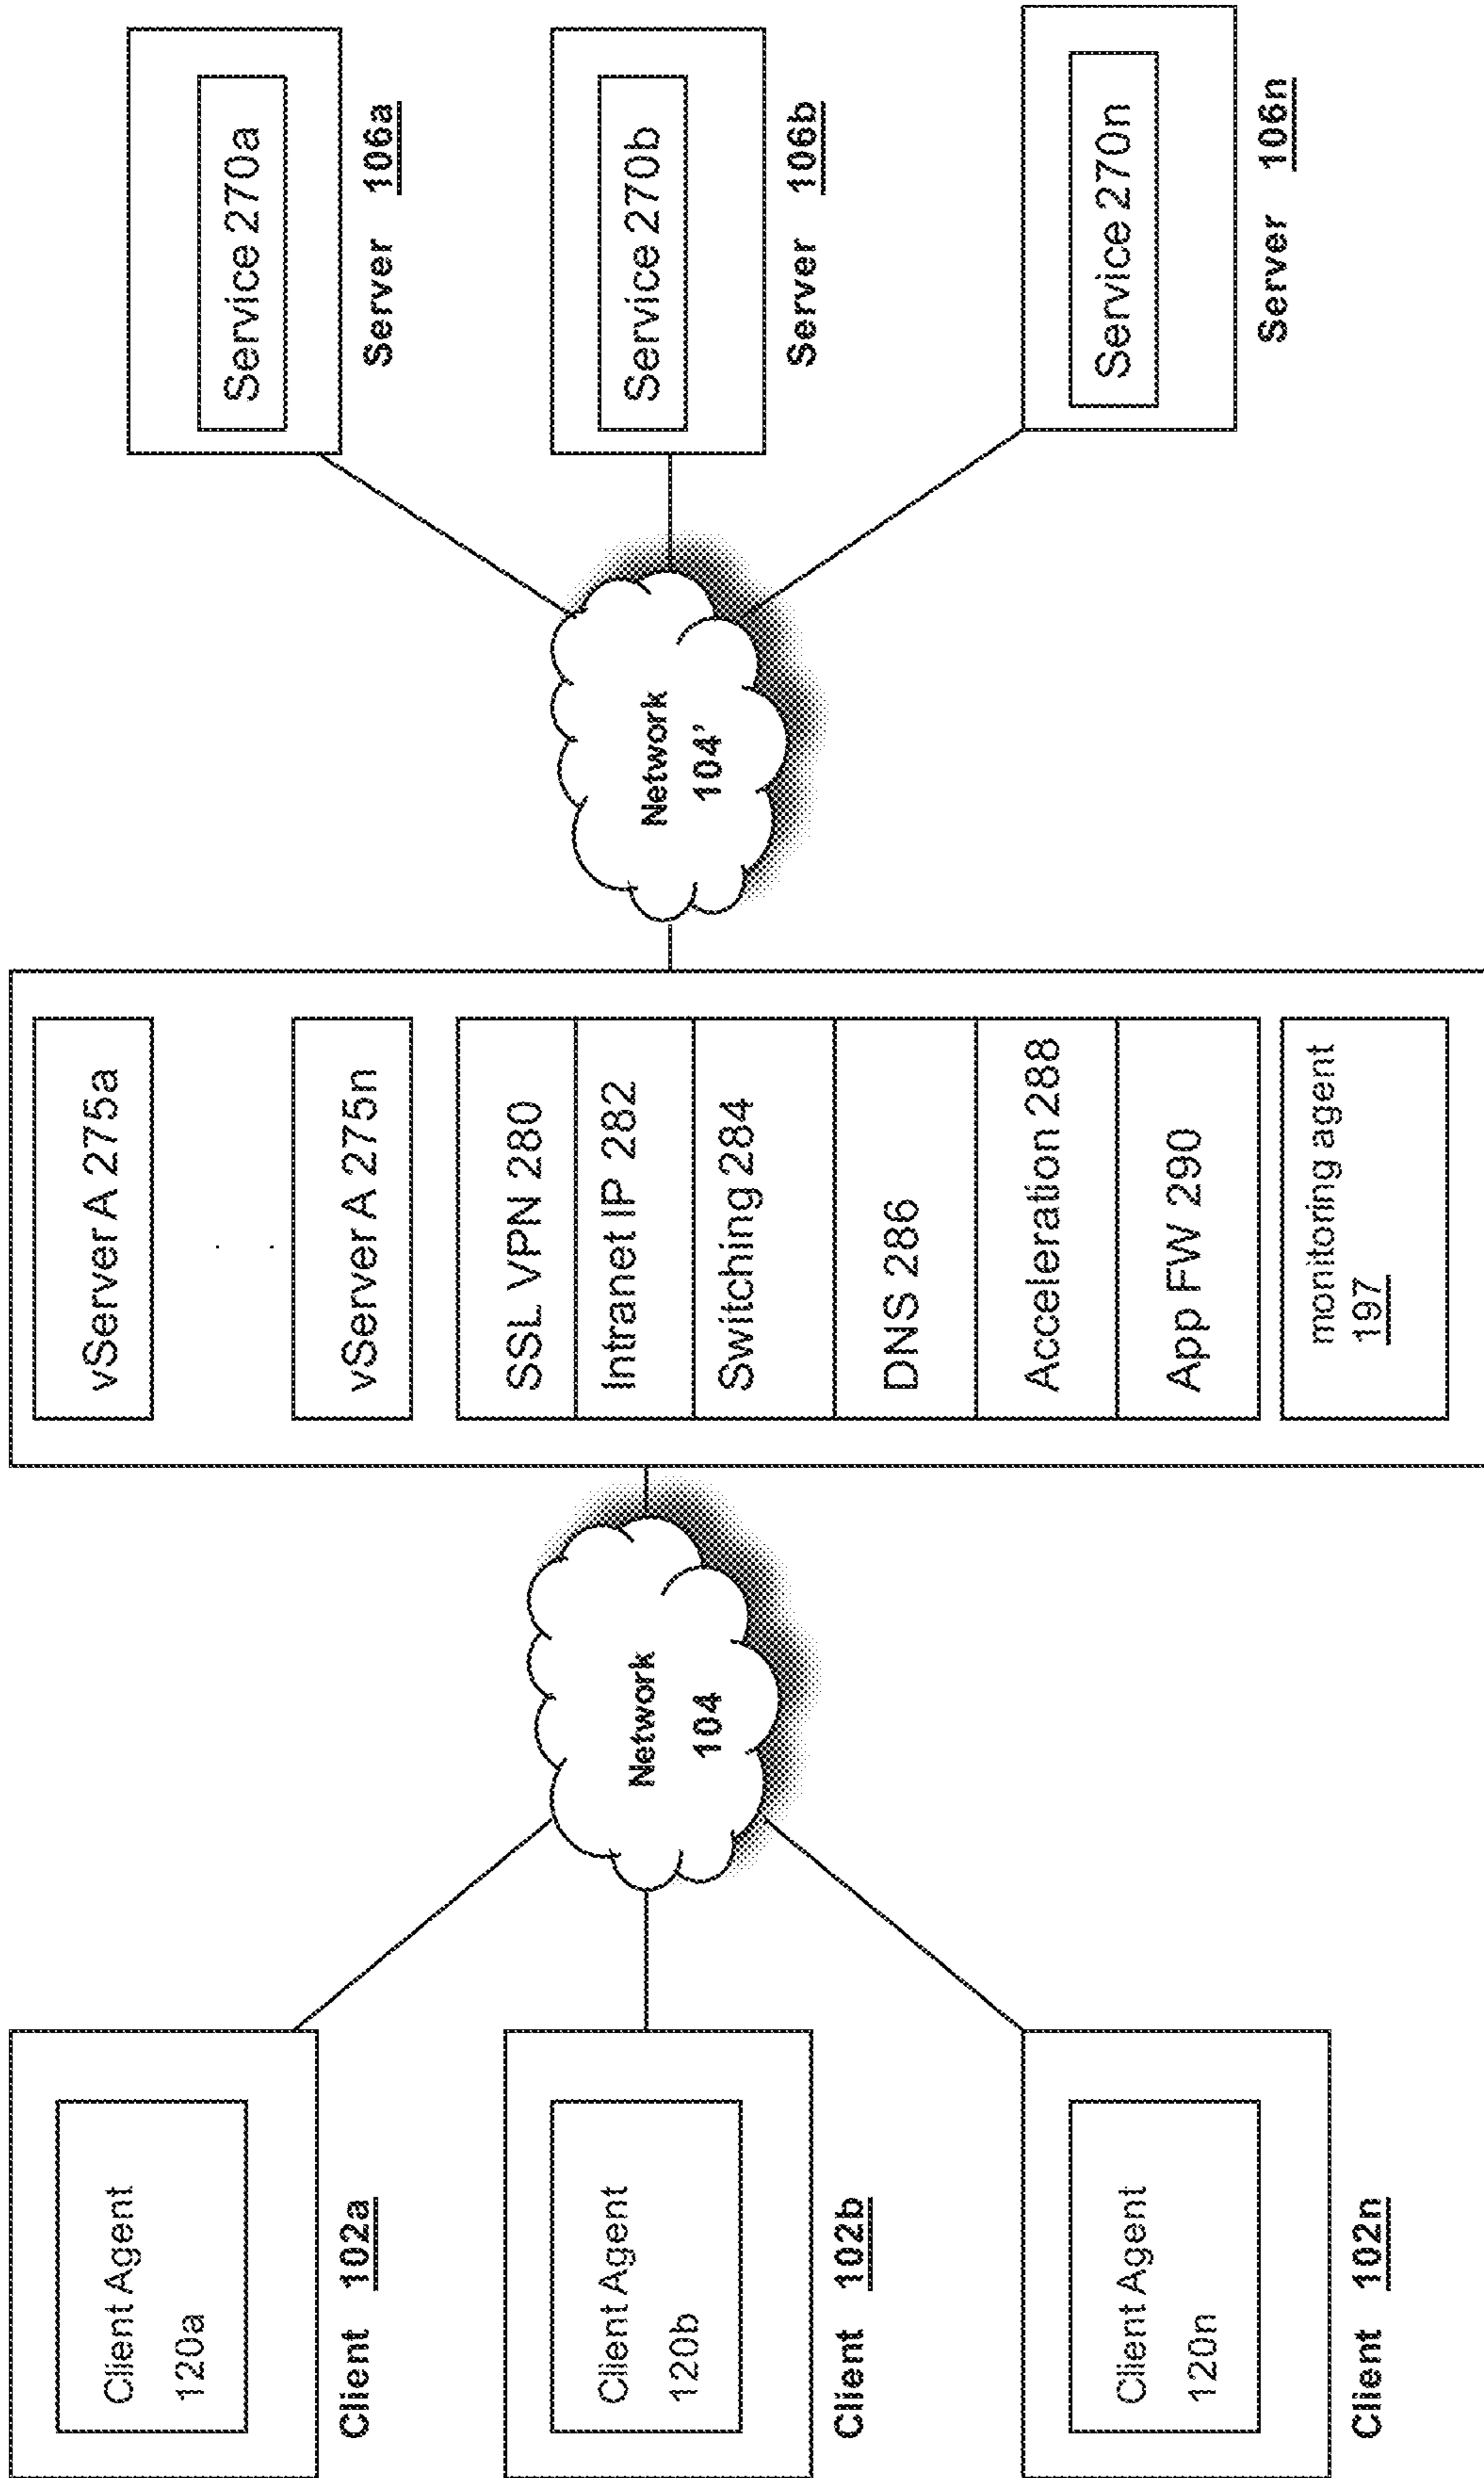 Client Agent
120a
Client 102a
Client Agent
120b
Client 102b
Client Agent
120n
Client 102n
Network
104
vServer A 275a
vServer A 275n
SSL VPN 280
Intranet IP 282
Switching 284
DNS 286
Acceleration 288
App FW 290
monitoring agent
197
Network
104'
Service 270a
Server 106a
Service 270b
Server 106b
Service 270n
Server 106n